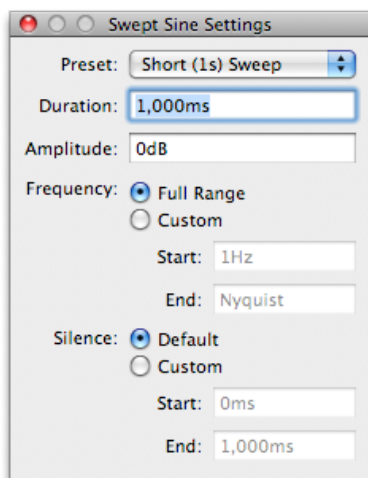 Swept Sine Settings
Preset: Short (1s) Sweep
Duration: 1,000ms
Amplitude: 0dB
Frequency: Full Range
Custom
Start: 1Hz
End: Nyquist
Silence: Default
Custom
Start: 0ms
End: 1,000ms